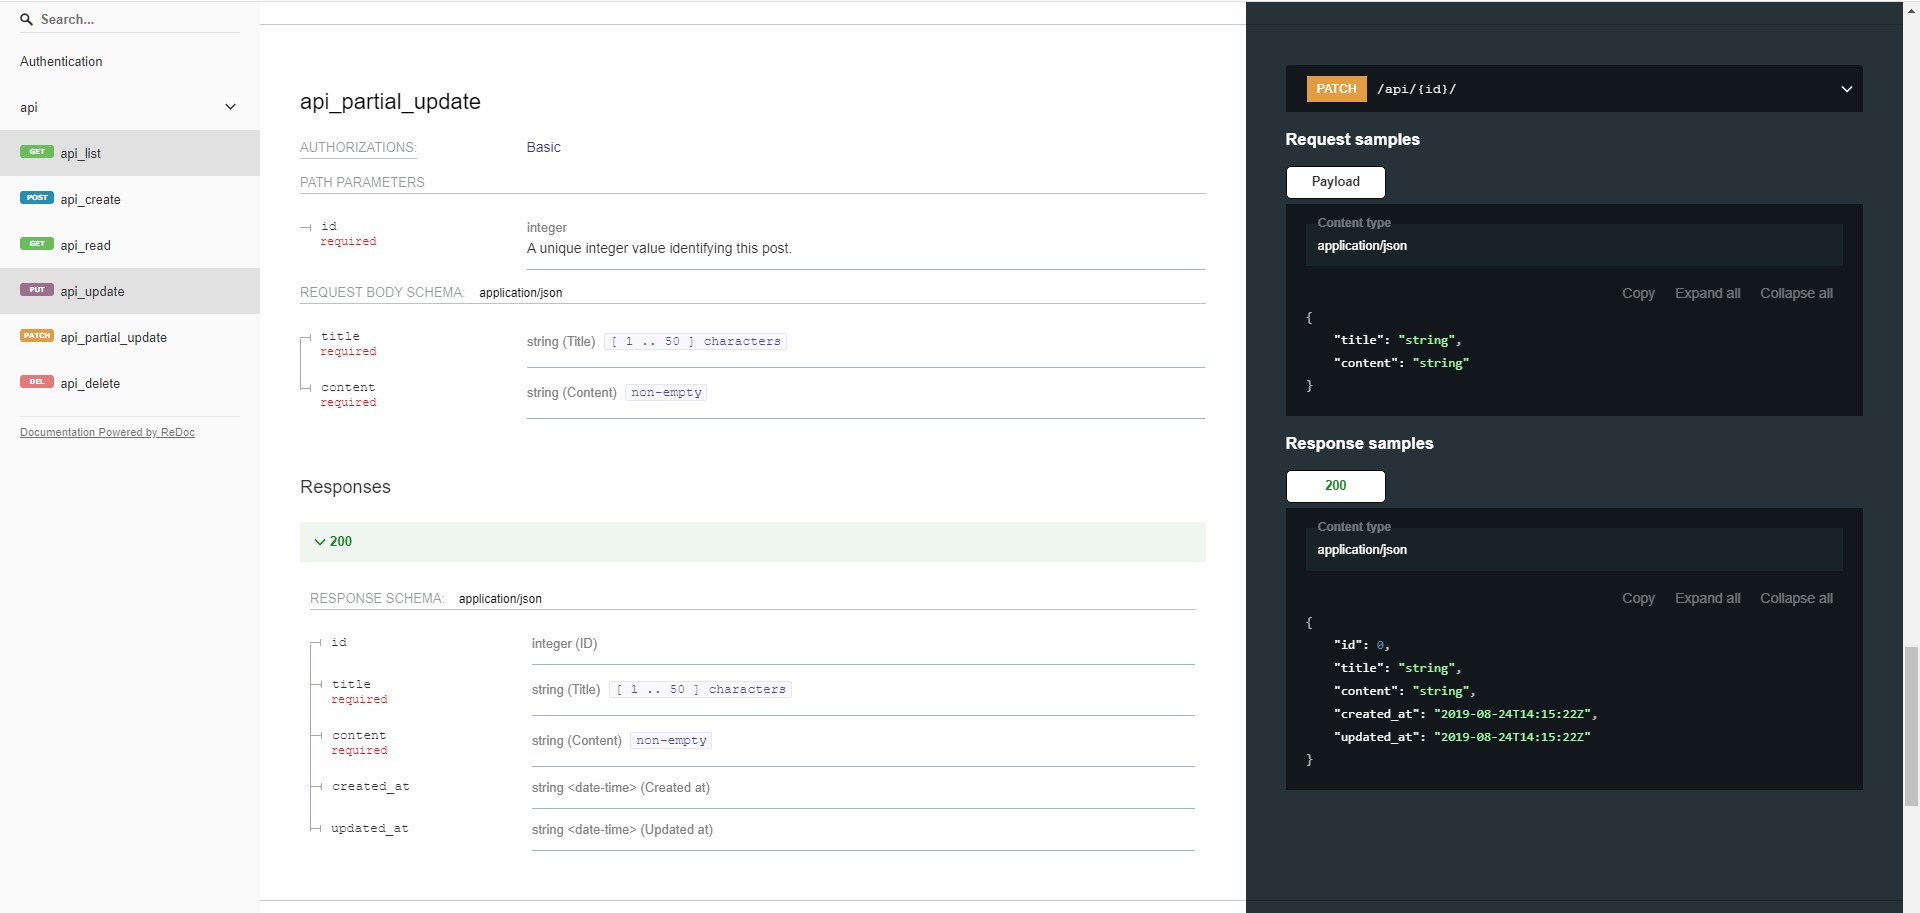 Search...
Authentication
api
GET api_list
POST api_create
GET api_read
PUT api_update
PATCH api_partial_update
DEL api_delete
Documentation Powered by ReDoc
api_partial_update
AUTHORIZATIONS: Basic
PATH PARAMETERS
id integer
required
A unique integer value identifying this post.
REQUEST BODY SCHEMA: application/json
title
required
string (Title) [ 1 .. 50 ] characters
content
required
string (Content) non-empty
Responses
200
RESPONSE SCHEMA: application/json
id integer (ID)
title
required
string (Title) [ 1 .. 50 ] characters
content
required
string (Content) non-empty
created_at string <date-time> (Created at)
updated_at string <date-time> (Updated at)
PATCH /api/{id}/
Request samples
Payload
Content type
application/json
Copy Expand all Collapse all
{
"title": "string",
"content": "string"
}
Response samples
200
Content type
application/json
Copy Expand all Collapse all
{
"id": 0,
"title": "string",
"content": "string",
"created_at": "2019-08-24T14:15:22Z",
"updated_at": "2019-08-24T14:15:22Z"
}